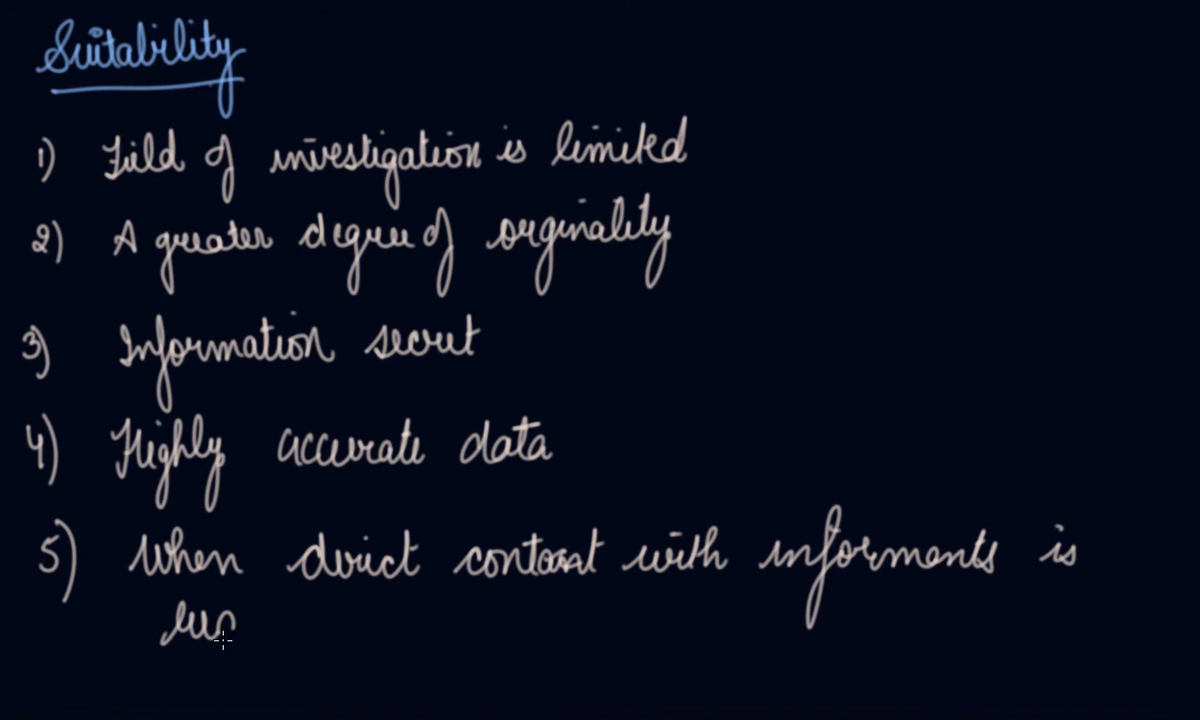 Suitability
1) Field of investigation is limited
2) A greater degree of orginality
3) Information secret
4) Highly accurate data
5) When direct contact with informents is